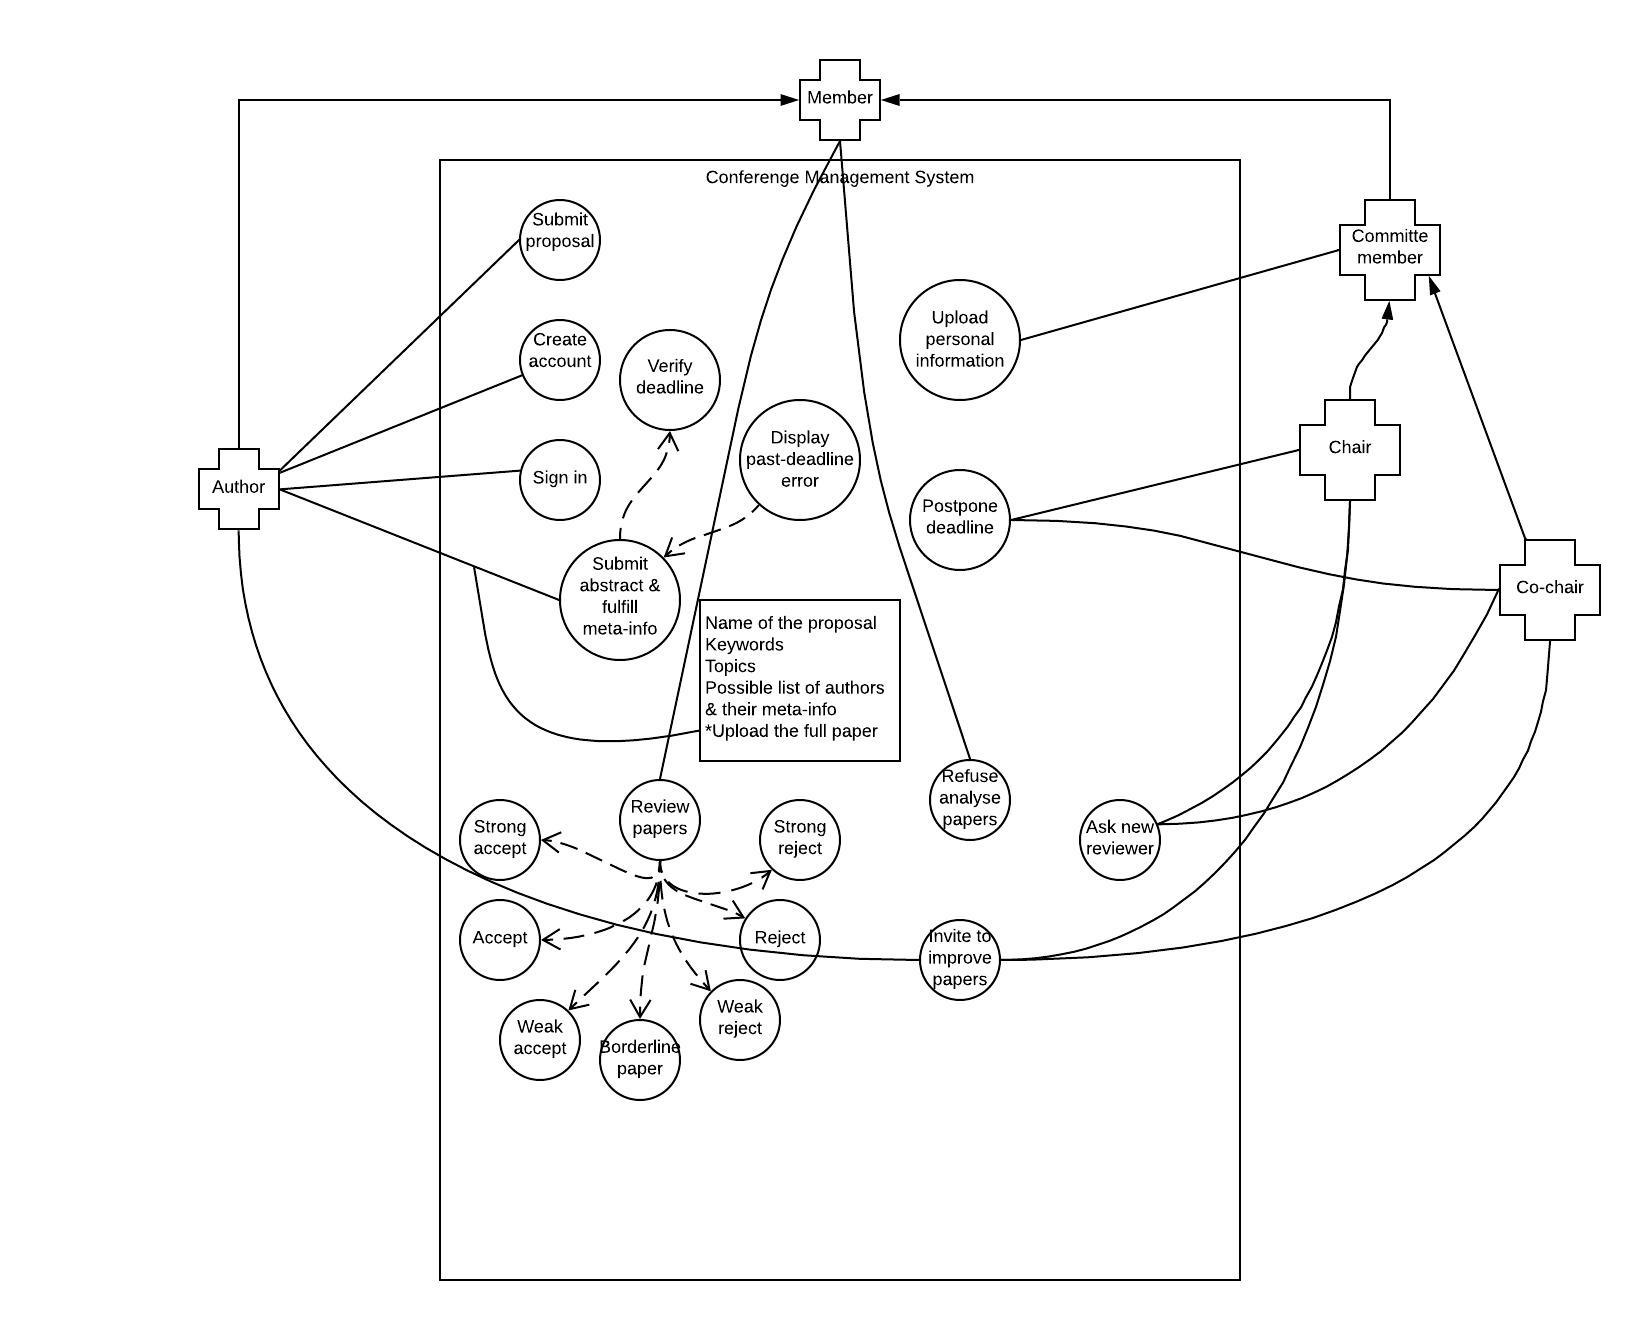 Member
Conferenge Management System
Submit
proposal
Committe
member
Upload
personal
information
Create
account
Verify
deadline
Display
past-deadline
error
Chair
Author
Sign in
Postpone
deadline
Submit
abstract &
fulfill
meta-info
Co-chair
Name of the proposal
Keywords
Topics
Possible list of authors
& their meta-info
*Upload the full paper
Refuse
analyse
papers
Review
papers
Strong
accept
Strong
reject
Ask new
reviewer
Accept
Reject
Invite to
improve
papers
Weak
accept
Borderline
paper
Weak
reject